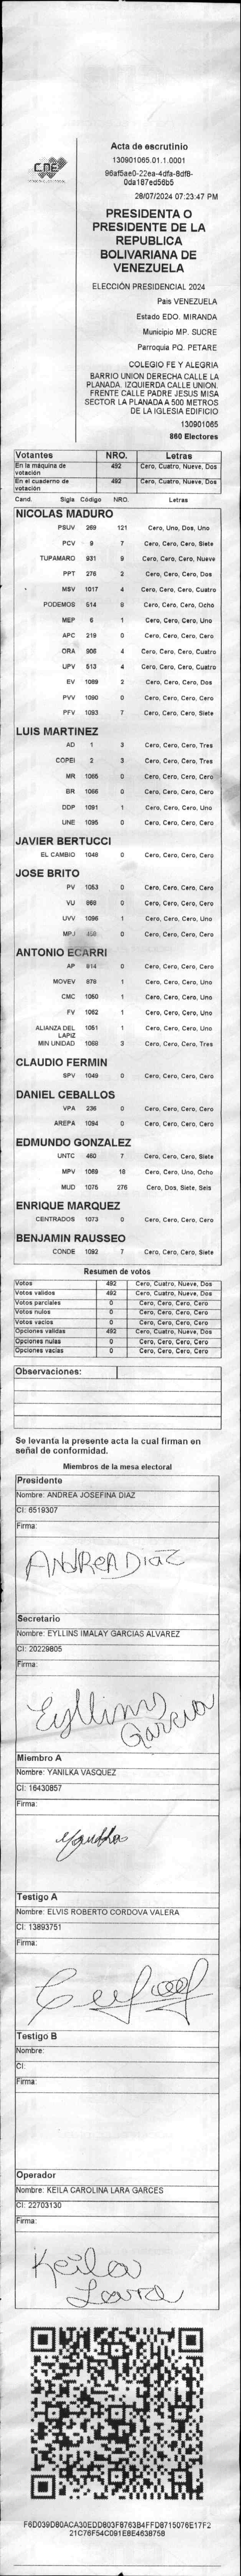 CNE
Acta de escrutinio
130901065.01.1.0001
96af5ae0-22ea-4dfa-8df8-
0da187ed56b5
28/07/2024 07:23:47 PM
PRESIDENTA O
PRESIDENTE DE LA
REPUBLICA
BOLIVARIANA DE
VENEZUELA
ELECCIÓN PRESIDENCIAL 2024
Pais VENEZUELA
Estado EDO. MIRANDA
Municipio MP. SUCRE
Parroquia PQ. PETARE
COLEGIO FE Y ALEGRIA
BARRIO UNION DERECHA CALLE LA
PLANADA. IZQUIERDA CALLE UNION.
FRENTE CALLE PADRE JESUS MISA
SECTOR LA PLANADA A 500 METROS
DE LA IGLESIA EDIFICIO
130901065
860 Electores
Votantes NRO. Letras
En la máquina de votación 492 Cero, Cuatro, Nueve, Dos
En el cuaderno de votación 492 Cero, Cuatro, Nueve, Dos
Cand. Sigla Código NRO. Letras
NICOLAS MADURO
PSUV 269 121 Cero, Uno, Dos, Uno
PCV 9 7 Cero, Cero, Cero, Siete
TUPAMARO 931 9 Cero, Cero, Cero, Nueve
PPT 276 2 Cero, Cero, Cero, Dos
MSV 1017 4 Cero, Cero, Cero, Cuatro
PODEMOS 514 8 Cero, Cero, Cero, Ocho
MEP 6 1 Cero, Cero, Cero, Uno
APC 219 0 Cero, Cero, Cero, Cero
ORA 906 4 Cero, Cero, Cero, Cuatro
UPV 513 4 Cero, Cero, Cero, Cuatro
EV 1089 2 Cero, Cero, Cero, Dos
PVV 1090 0 Cero, Cero, Cero, Cero
PFV 1093 7 Cero, Cero, Cero, Siete
LUIS MARTINEZ
AD 1 3 Cero, Cero, Cero, Tres
COPEI 2 3 Cero, Cero, Cero, Tres
MR 1065 0 Cero, Cero, Cero, Cero
BR 1066 0 Cero, Cero, Cero, Cero
DDP 1091 1 Cero, Cero, Cero, Uno
UNE 1095 0 Cero, Cero, Cero, Cero
JAVIER BERTUCCI
EL CAMBIO 1048 0 Cero, Cero, Cero, Cero
JOSE BRITO
PV 1053 0 Cero, Cero, Cero, Cero
VU 868 0 Cero, Cero, Cero, Cero
UVV 1096 1 Cero, Cero, Cero, Uno
MPJ 0 Cero, Cero, Cero, Cero
ANTONIO ECARRI
AP 914 0 Cero, Cero, Cero, Cero
MOVEV 979 1 Cero, Cero, Cero, Uno
CMC 1050 1 Cero, Cero, Cero, Uno
FV 1062 1 Cero, Cero, Cero, Uno
ALIANZA DEL LAPIZ 1051 1 Cero, Cero, Cero, Uno
MIN UNIDAD 1068 3 Cero, Cero, Cero, Tres
CLAUDIO FERMIN
SPV 1049 0 Cero, Cero, Cero, Cero
DANIEL CEBALLOS
VPA 236 0 Cero, Cero, Cero, Cero
AREPA 1094 0 Cero, Cero, Cero, Cero
EDMUNDO GONZALEZ
UNTC 460 7 Cero, Cero, Cero, Siete
MPV 1069 18 Cero, Cero, Uno, Ocho
MUD 1075 276 Cero, Dos, Siete, Seis
ENRIQUE MARQUEZ
CENTRADOS 1073 0 Cero, Cero, Cero, Cero
BENJAMIN RAUSSEO
CONDE 1092 7 Cero, Cero, Cero, Siete
Resumen de votos
Votos 492 Cero, Cuatro, Nueve, Dos
Votos validos 492 Cero, Cuatro, Nueve, Dos
Votos parciales 0 Cero, Cero, Cero, Cero
Votos nulos 0 Cero, Cero, Cero, Cero
Votos vacios 0 Cero, Cero, Cero, Cero
Opciones validas 492 Cero, Cuatro, Nueve, Dos
Opciones nulas 0 Cero, Cero, Cero, Cero
Opciones vacias 0 Cero, Cero, Cero, Cero
Observaciones:
Se levanta la presente acta la cual firman en
señal de conformidad.
Miembros de la mesa electoral
Presidente
Nombre: ANDREA JOSEFINA DIAZ
CI: 6519307
Firma:
ANDREA DiaZ
Secretario
Nombre: EYLLINS IMALAY GARCIAS ALVAREZ
CI: 20229805
Firma:
Eyllins
Garcia
Miembro A
Nombre: YANILKA VASQUEZ
CI: 16430857
Firma:
Testigo A
Nombre: ELVIS ROBERTO CORDOVA VALERA
CI: 13893751
Firma:
Testigo B
Nombre:
CI:
Firma:
Operador
Nombre: KEILA CAROLINA LARA GARCES
CI: 22703130
Firma:
Keila
Lara
F6D039D80ACA30EDD803F8763B4FFD8715076E17F2
21C76F54C091E8E4638758